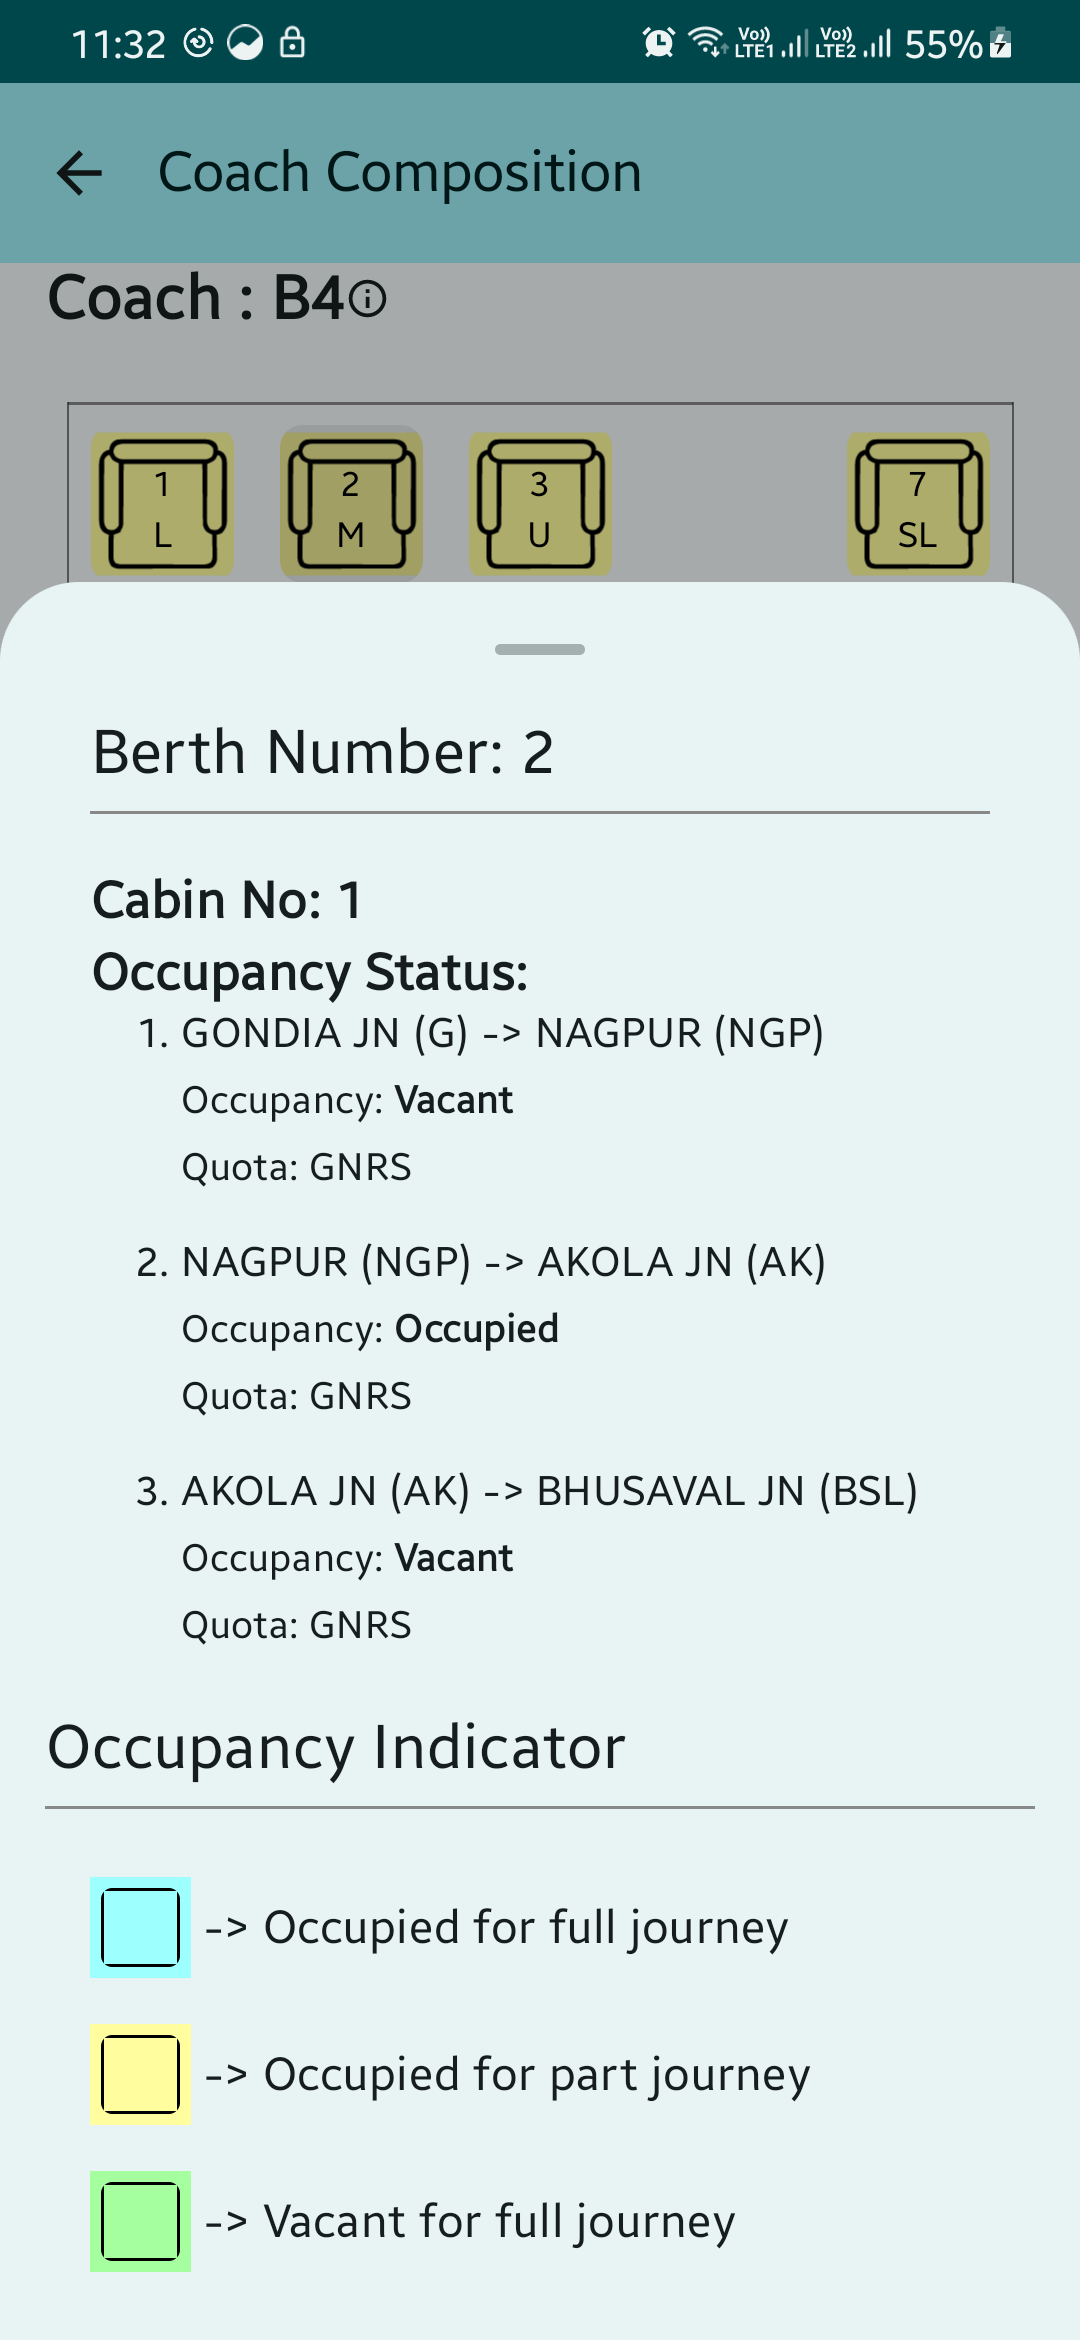 11:32 Vo)) LTE1 Vo)) LTE2 55%
Coach Composition
Coach : B4
1 2 3 7
L M U SL
Berth Number: 2
Cabin No: 1
Occupancy Status:
1. GONDIA JN (G) -> NAGPUR (NGP)
Occupancy: Vacant
Quota: GNRS
2. NAGPUR (NGP) -> AKOLA JN (AK)
Occupancy: Occupied
Quota: GNRS
3. AKOLA JN (AK) -> BHUSAVAL JN (BSL)
Occupancy: Vacant
Quota: GNRS
Occupancy Indicator
-> Occupied for full journey
-> Occupied for part journey
-> Vacant for full journey